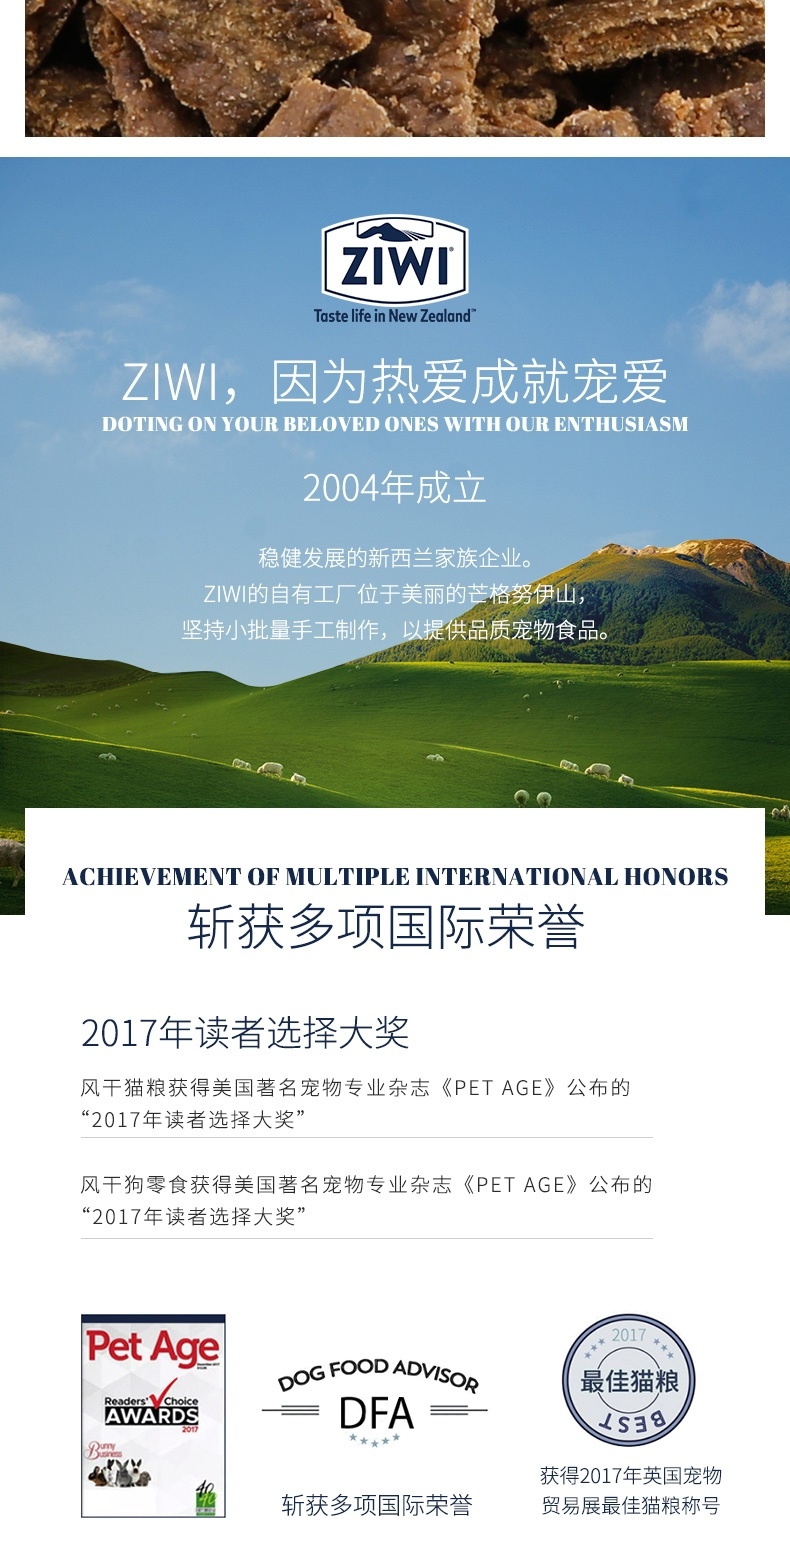 ZIWI®
Taste life in New Zealand™
ZIWI，因为热爱成就宠爱
DOTING ON YOUR BELOVED ONES WITH OUR ENTHUSIASM
2004年成立
稳健发展的新西兰家族企业。
ZIWI的自有工厂位于美丽的芒格努伊山，
坚持小批量手工制作，以提供品质宠物食品。
ACHIEVEMENT OF MULTIPLE INTERNATIONAL HONORS
斩获多项国际荣誉
2017年读者选择大奖
风干猫粮获得美国著名宠物专业杂志《PET AGE》公布的
“2017年读者选择大奖”
风干狗零食获得美国著名宠物专业杂志《PET AGE》公布的
“2017年读者选择大奖”
Pet Age
Readers' Choice
AWARDS
2017
Bunny
Business
40
DOG FOOD ADVISOR
DFA
斩获多项国际荣誉
2017
最佳猫粮
BEST
获得2017年英国宠物
贸易展最佳猫粮称号